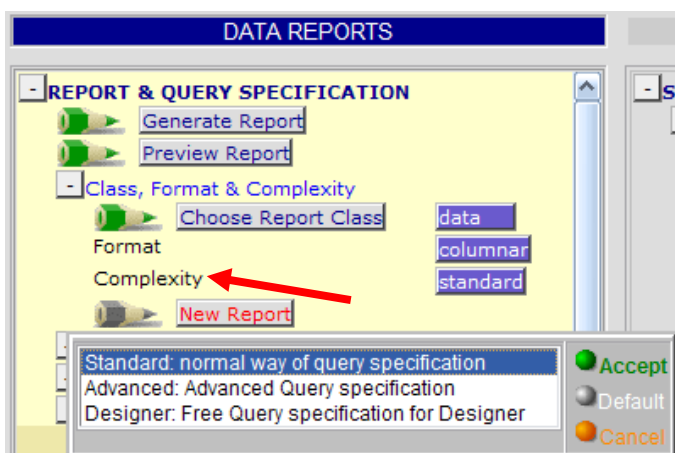 DATA REPORTS
- REPORT & QUERY SPECIFICATION
- S
Generate Report
Preview Report
- Class, Format & Complexity
Choose Report Class data
Format columnar
Complexity standard
New Report
Standard: normal way of query specification
Advanced: Advanced Query specification
Designer: Free Query specification for Designer
Accept
Default
Cancel